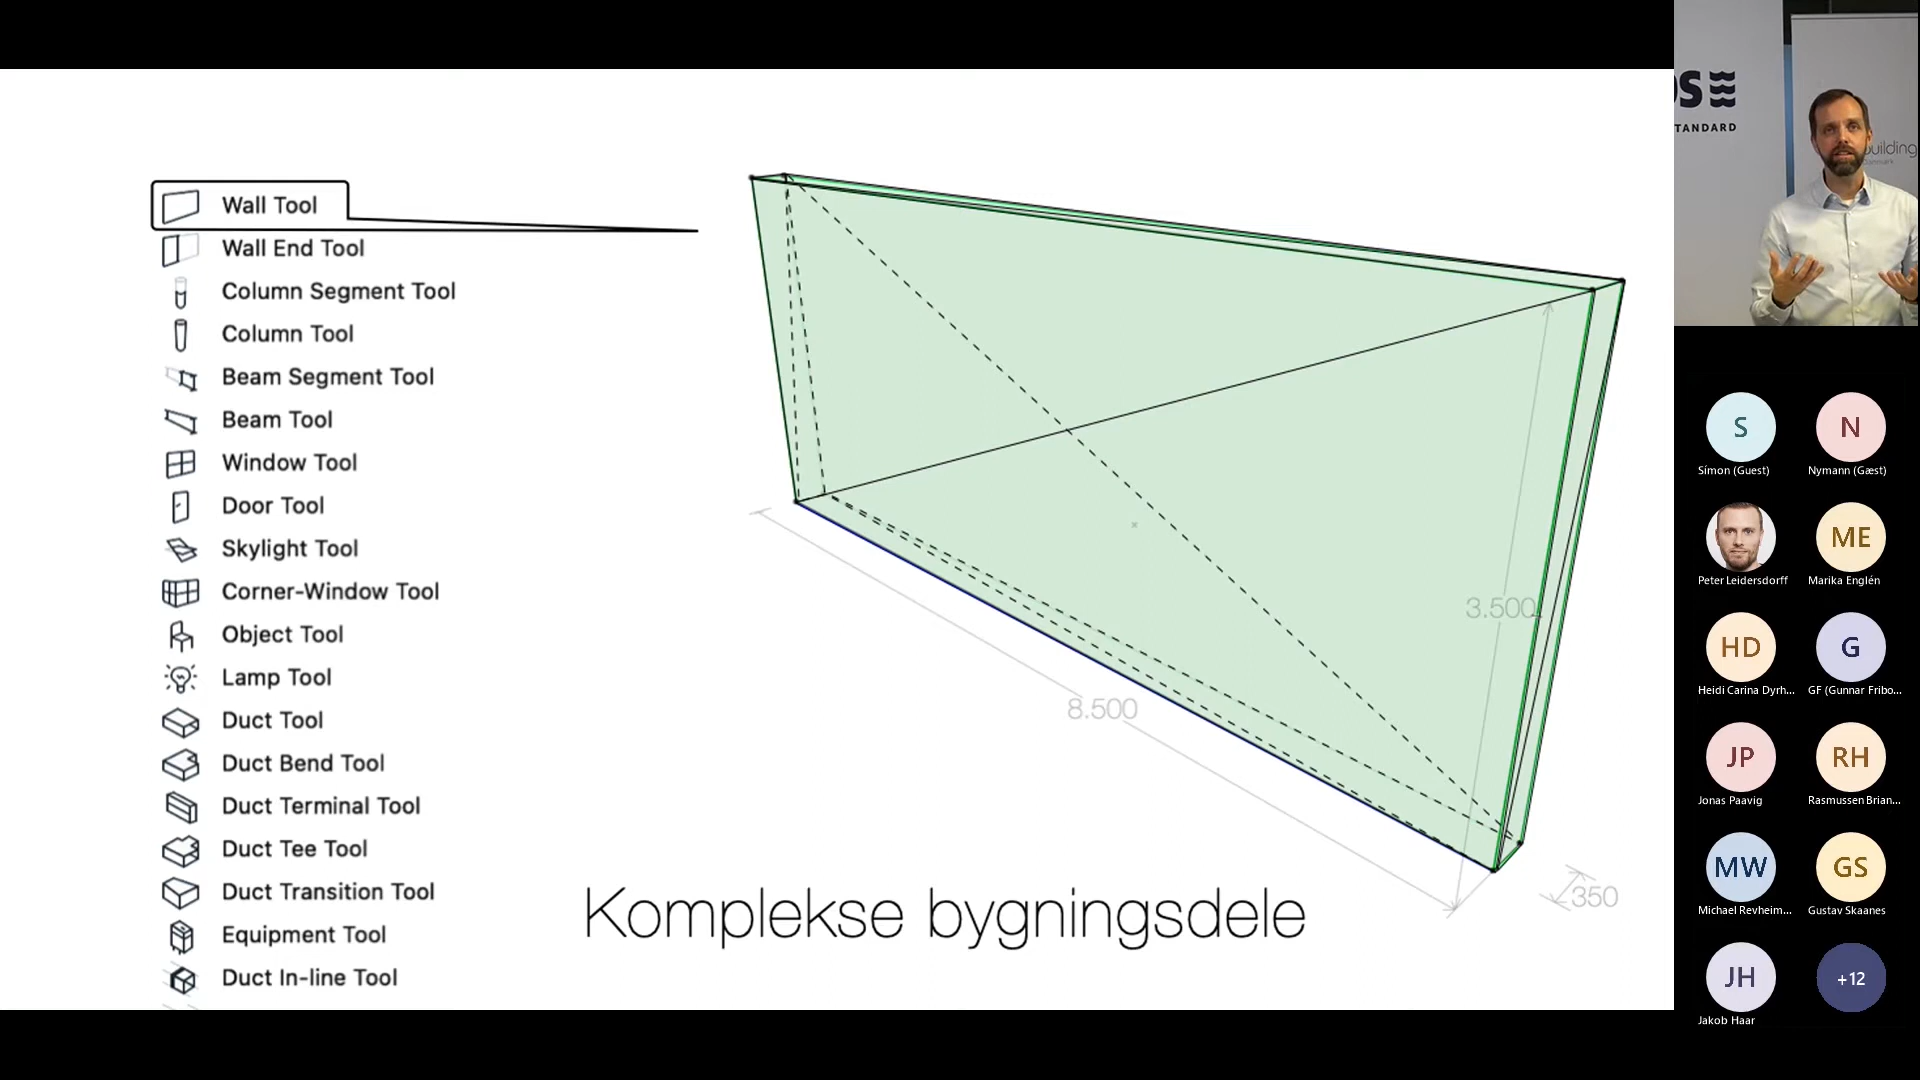 Wall Tool
Wall End Tool
Column Segment Tool
Column Tool
Beam Segment Tool
Beam Tool
Window Tool
Door Tool
Skylight Tool
Corner-Window Tool
Object Tool
Lamp Tool
Duct Tool
Duct Bend Tool
Duct Terminal Tool
Duct Tee Tool
Duct Transition Tool
Equipment Tool
Duct In-line Tool
3.500
8.500
350
Komplekse bygningsdele
S
TANDARD
uilding
S
Símon (Guest)
N
Nymann (Gæst)
Peter Leidersdorff
ME
Marika Englén
HD
Heidi Carina Dyrh...
G
GF (Gunnar Fribo...
JP
Jonas Paavig
RH
Rasmussen Brian...
MW
Michael Revheim...
GS
Gustav Skaanes
JH
Jakob Haar
+12